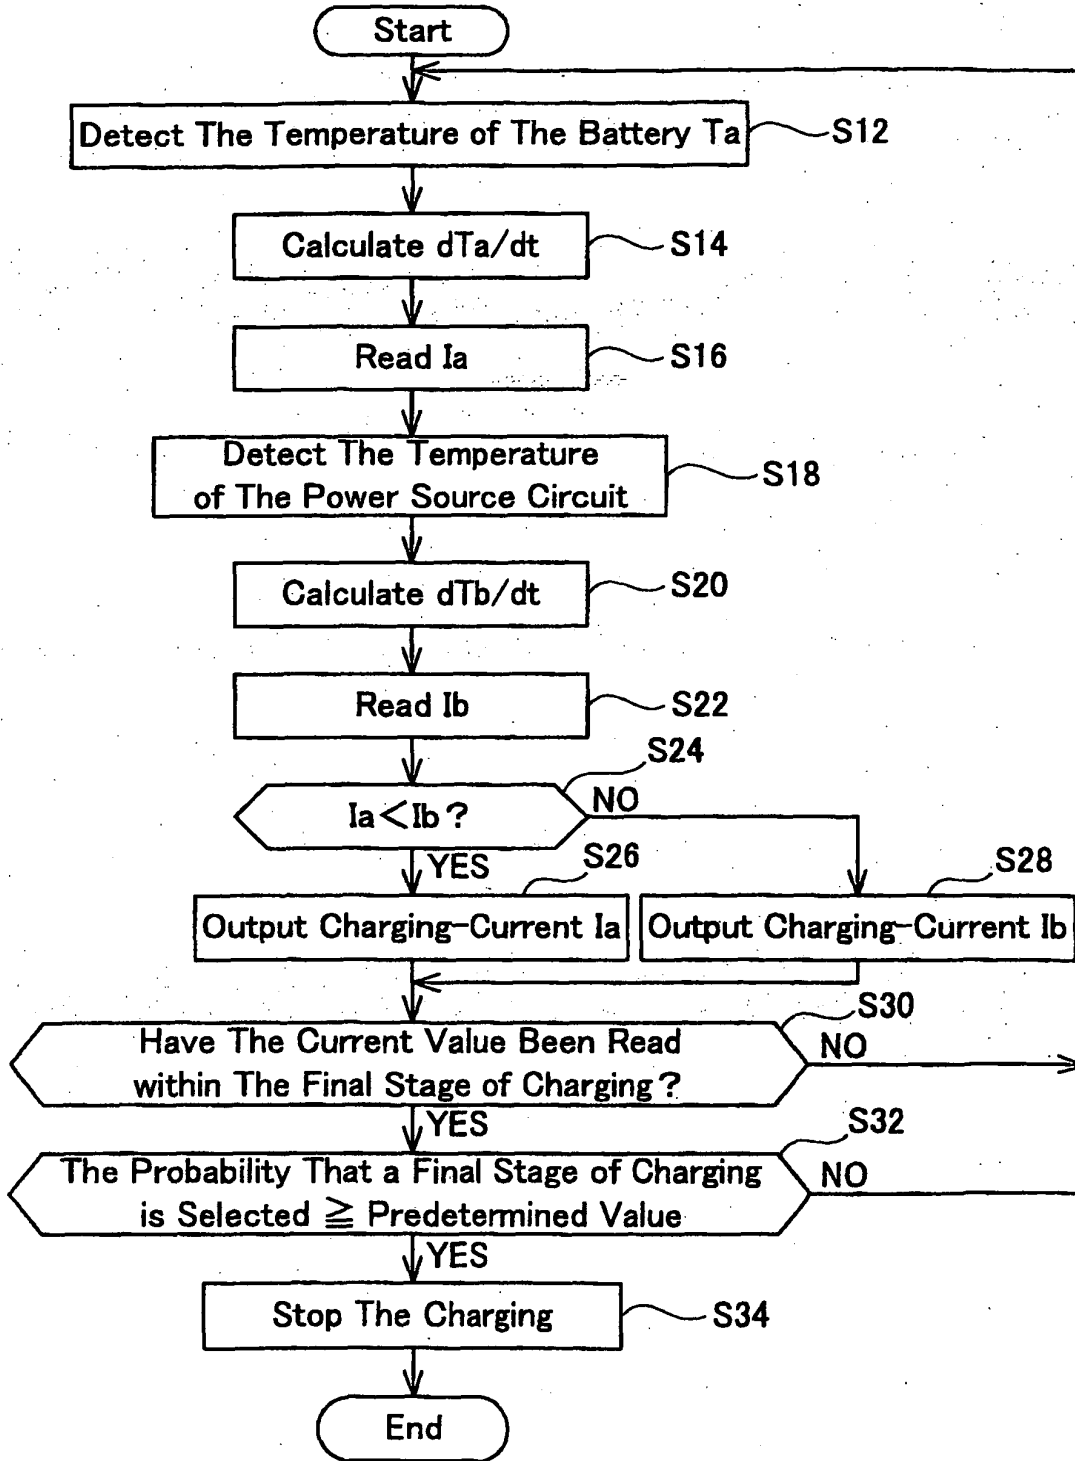 Start
Detect The Temperature of The Battery Ta
S12
Calculate dTa/dt
S14
Read Ia
S16
Detect The Temperature
of The Power Source Circuit
S18
Calculate dTb/dt
S20
Read Ib
S22
S24
Ia<Ib?
NO
YES
S26
S28
Output Charging-Current Ia
Output Charging-Current Ib
S30
Have The Current Value Been Read
within The Final Stage of Charging?
NO
YES
S32
The Probability That a Final Stage of Charging
is Selected ≧ Predetermined Value
NO
YES
Stop The Charging
S34
End